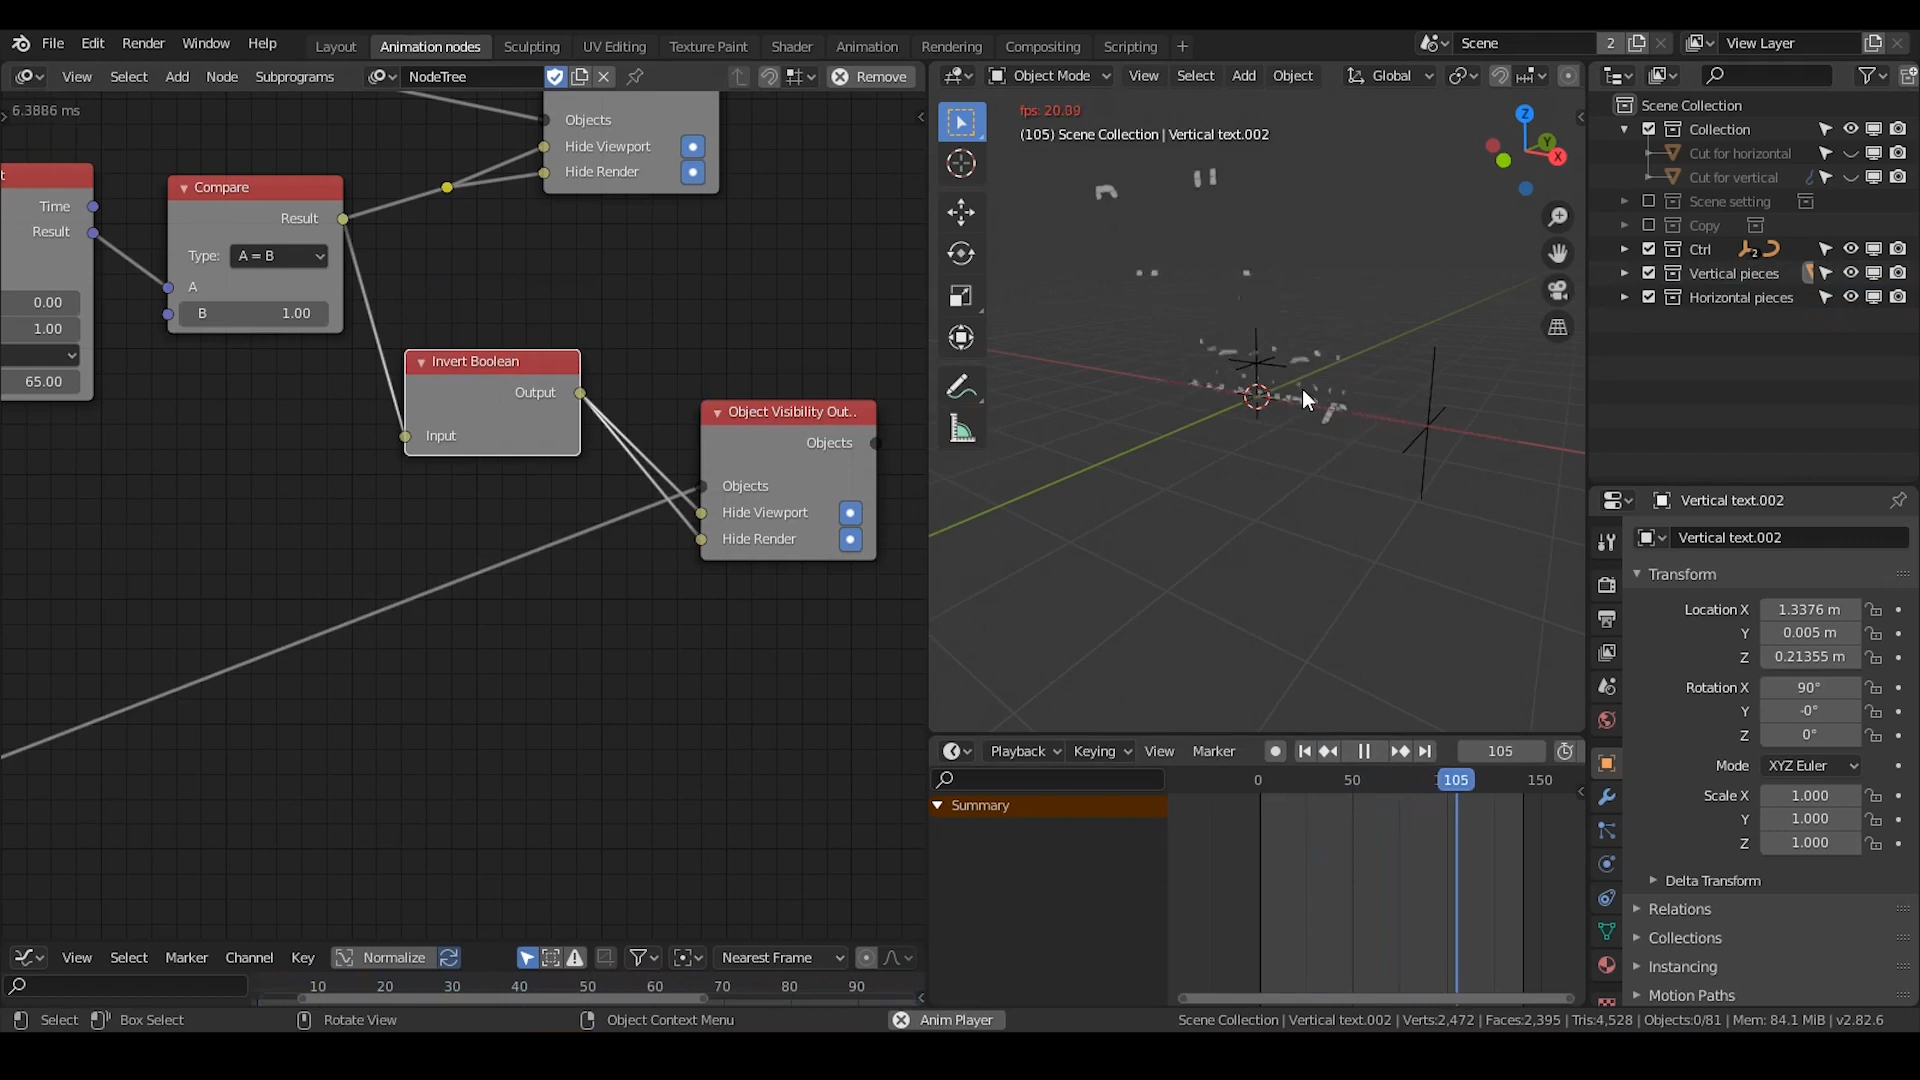 File Edit Render Window Help Layout Animation nodes Sculpting UV Editing Texture Paint Shader Animation Rendering Compositing Scripting + Scene 2 View Layer
View Select Add Node Subprograms NodeTree Remove Object Mode View Select Add Object Global
6.3886 ms
fps: 20.09
(105) Scene Collection | Vertical text.002
Objects
Hide Viewport
Hide Render
t
Time
Result
0.00
1.00
65.00
Compare
Result
Type: A = B
A
B 1.00
Invert Boolean
Output
Input
Object Visibility Out..
Objects
Objects
Hide Viewport
Hide Render
Z
Y
X
Scene Collection
Collection
Cut for horizontal
Cut for vertical
Scene setting
Copy
Ctrl 2
Vertical pieces
Horizontal pieces
Vertical text.002
Vertical text.002
Transform
Location X 1.3376 m
Y 0.005 m
Z 0.21355 m
Rotation X 90°
Y -0°
Z 0°
Mode XYZ Euler
Scale X 1.000
Y 1.000
Z 1.000
Delta Transform
Relations
Collections
Instancing
Motion Paths
Playback Keying View Marker 105
0 50 105 150
Summary
View Select Marker Channel Key Normalize Nearest Frame
10 20 30 40 50 60 70 80 90
Select Box Select Rotate View Object Context Menu Anim Player Scene Collection | Vertical text.002 | Verts:2,472 | Faces:2,395 | Tris:4,528 | Objects:0/81 | Mem: 84.1 MiB | v2.82.6